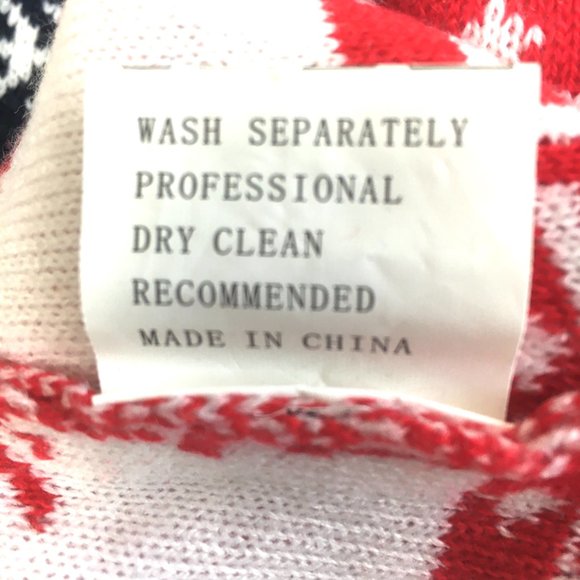 WASH SEPARATELY
PROFESSIONAL
DRY CLEAN
RECOMMENDED
MADE IN CHINA